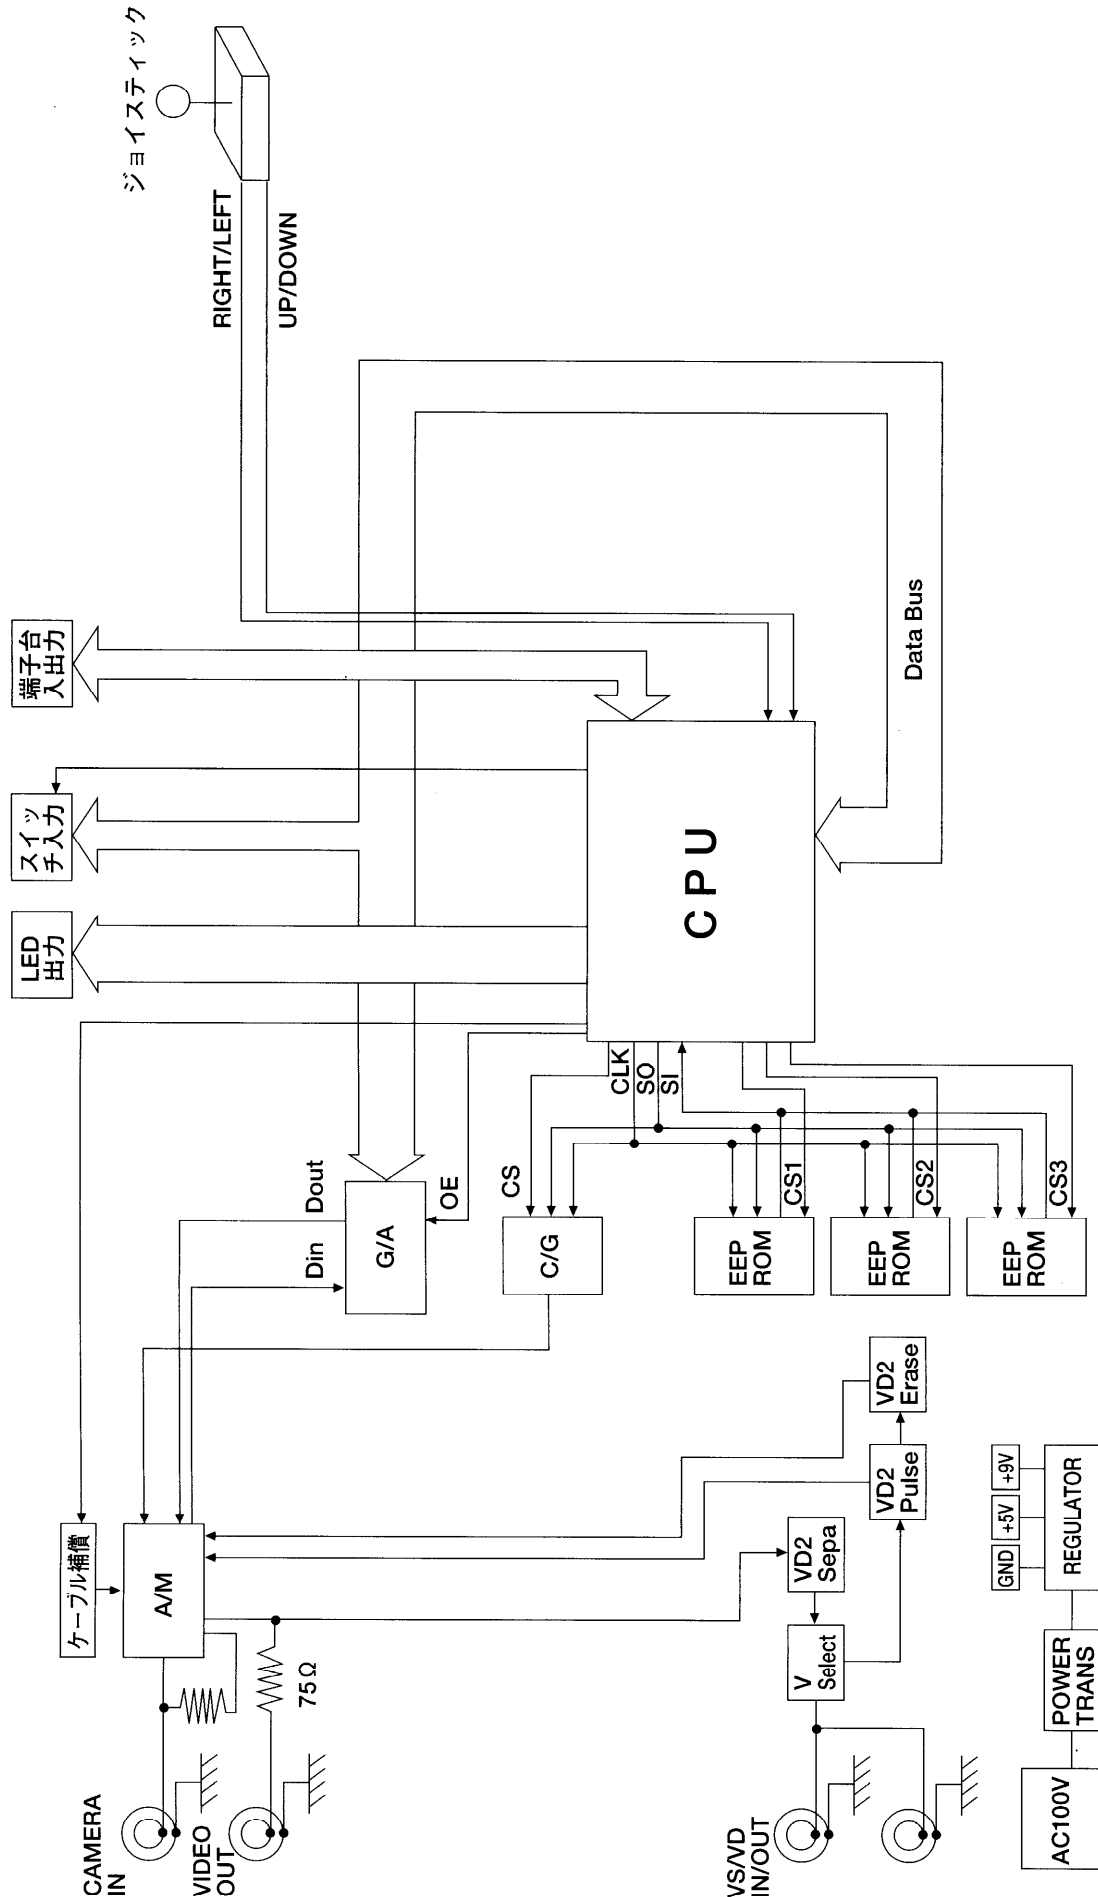 CAMERA
IN
VIDEO
OUT
75Ω
ケーブル補償
A/M
Din
Dout
G/A
OE
LED
出力
スイッ
チ入力
端子台
入出力
RIGHT/LEFT
UP/DOWN
ジョイスティック
CS
C/G
CLK
SO
SI
CPU
Data Bus
EEP
ROM
CS1
EEP
ROM
CS2
EEP
ROM
CS3
VS/VD
IN/OUT
V
Select
VD2
Sepa
VD2
Pulse
VD2
Erase
AC100V
POWER
TRANS
REGULATOR
GND
+5V
+9V